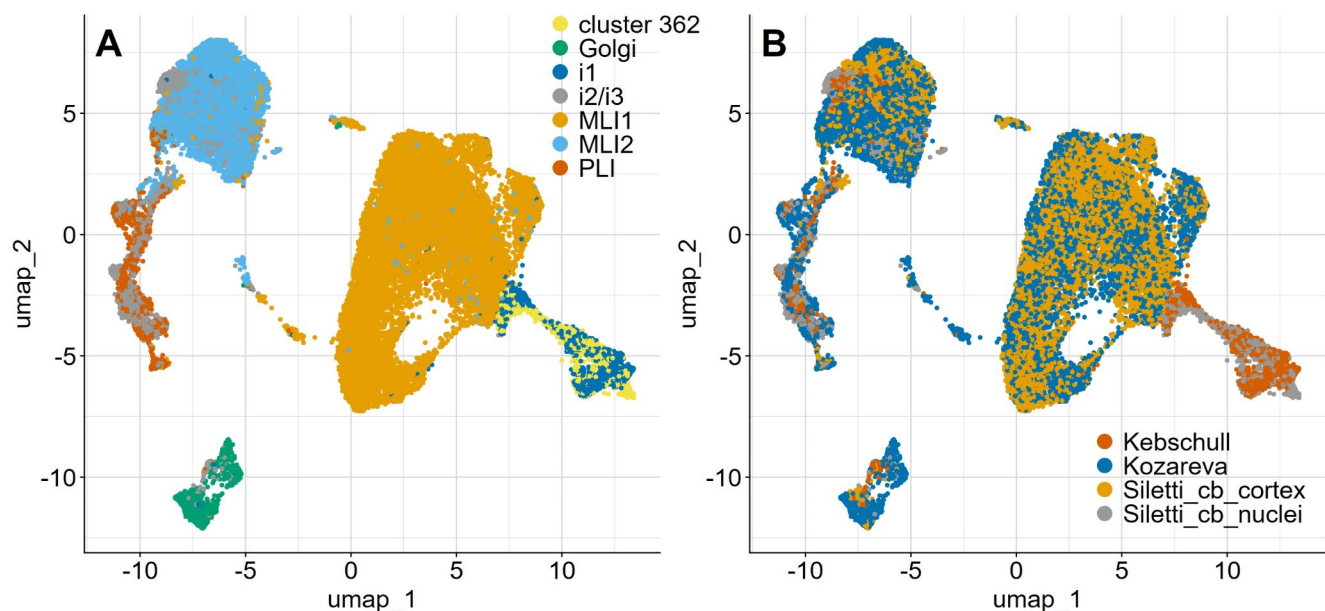 A
cluster 362
Golgi
i1
i2/i3
MLI1
MLI2
PLI
5
0
-5
-10
umap_2
-10
-5
0
5
10
umap_1
B
5
0
-5
-10
umap_2
Kebschull
Kozareva
Siletti_cb_cortex
Siletti_cb_nuclei
-10
-5
0
5
10
umap_1